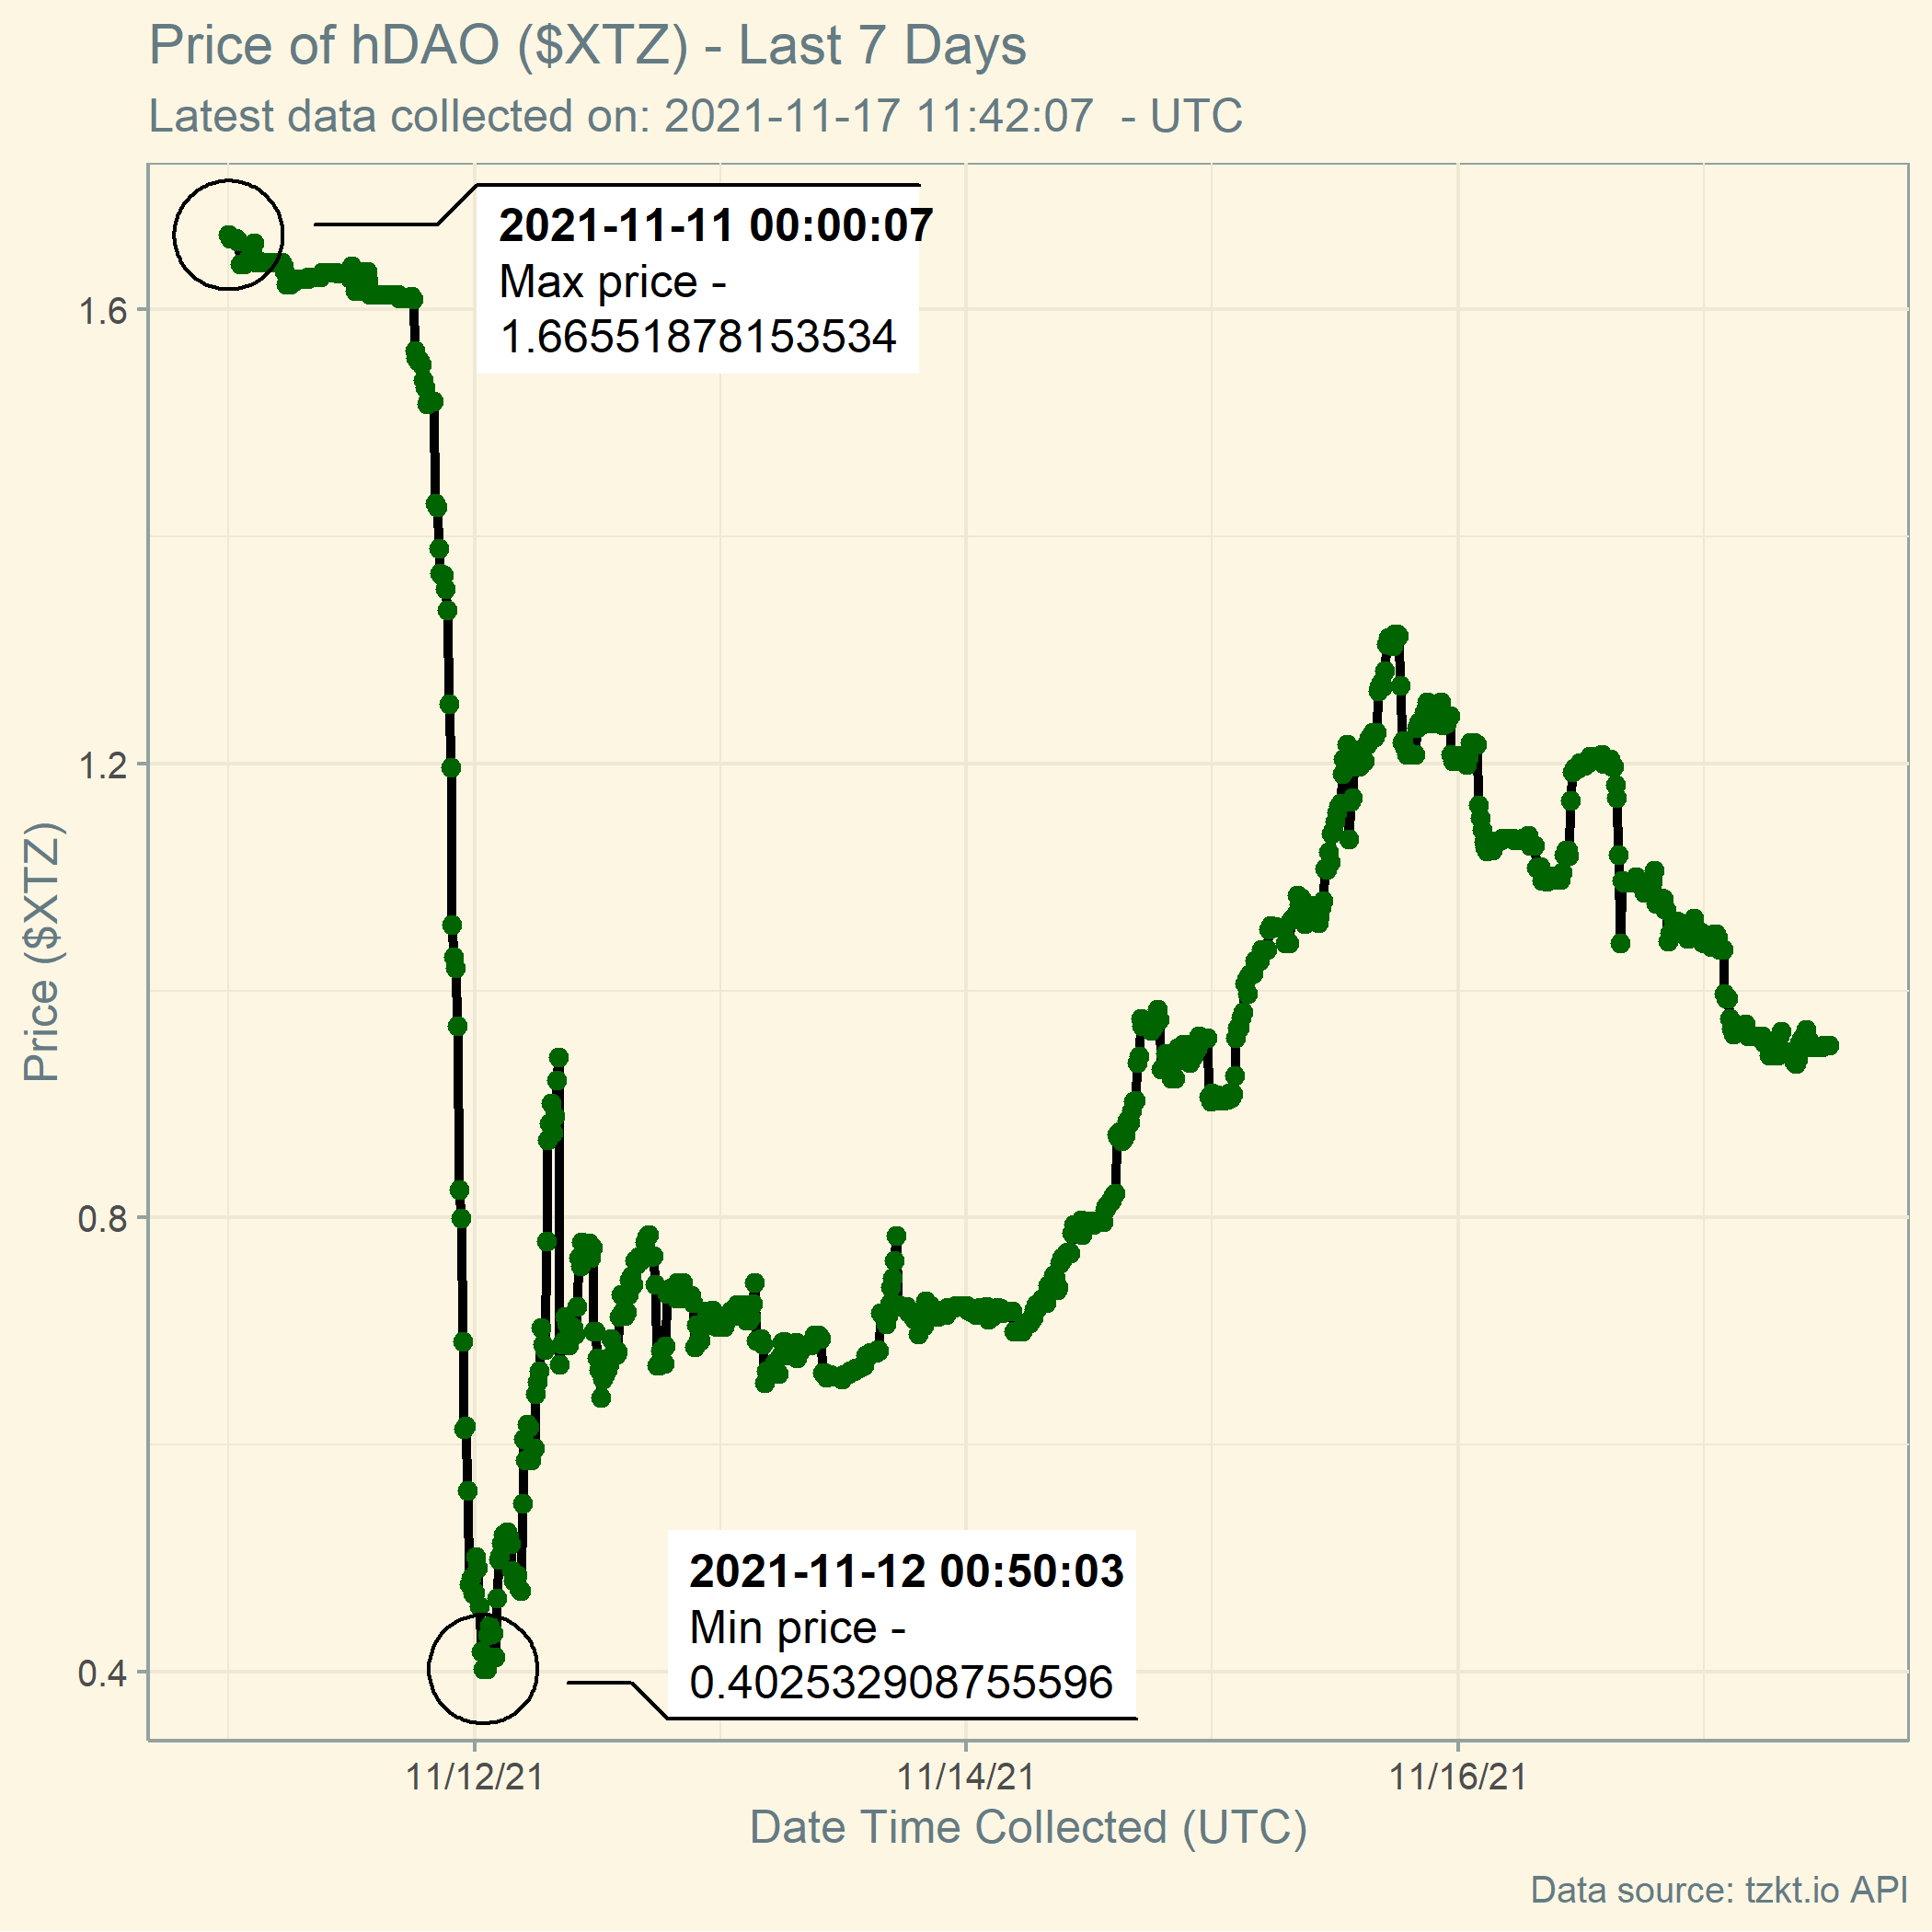 Price of hDAO ($XTZ) - Last 7 Days
Latest data collected on: 2021-11-17 11:42:07  - UTC
2021-11-11 00:00:07
Max price -
1.66551878153534
1.6
1.2
Price ($XTZ)
0.8
2021-11-12 00:50:03
Min price -
0.402532908755596
0.4
11/12/21
11/14/21
11/16/21
Date Time Collected (UTC)
Data source: tzkt.io API